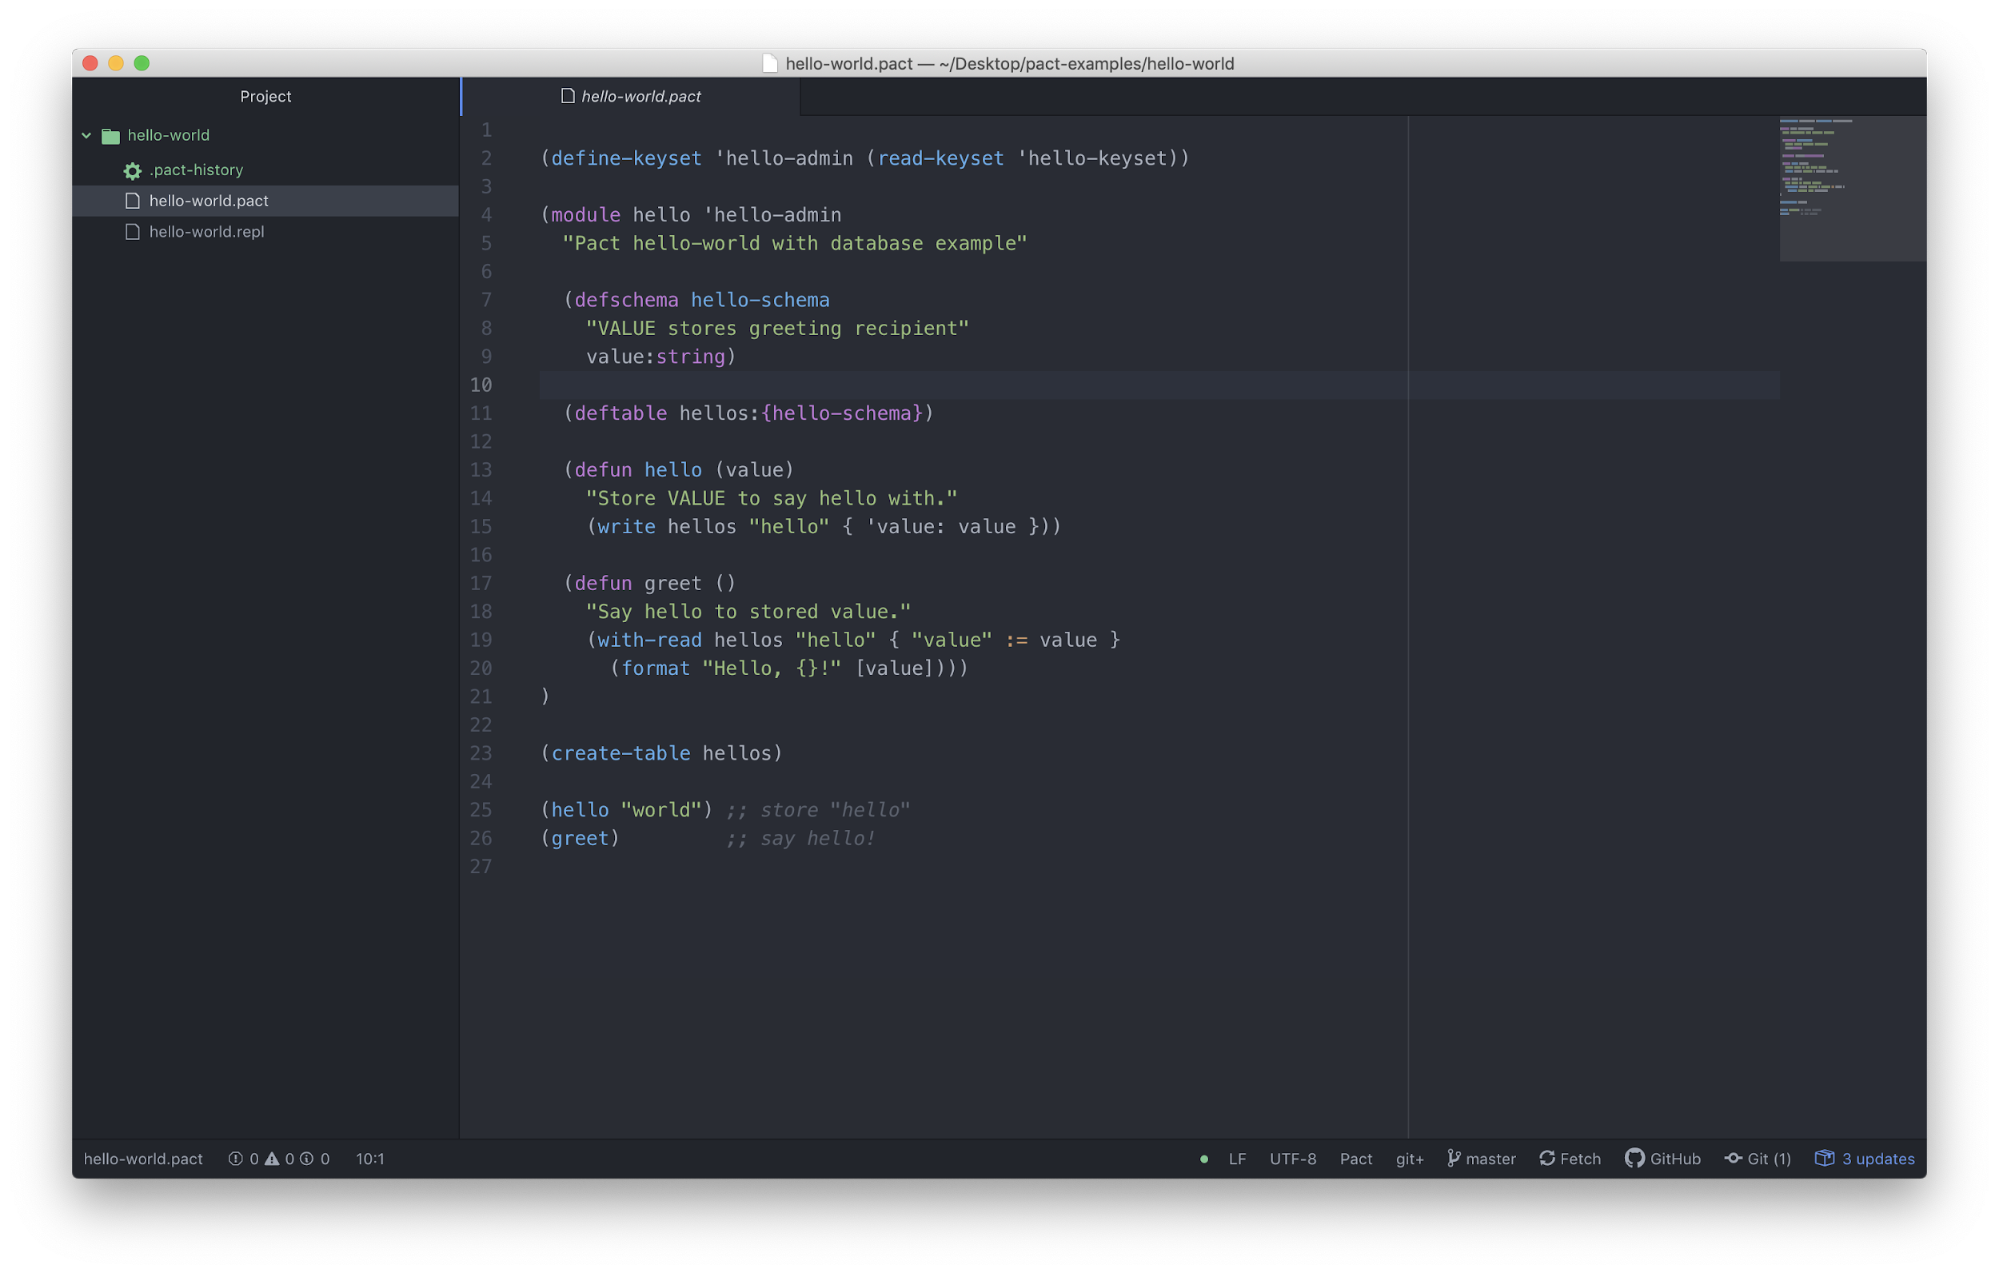 hello-world.pact — ~/Desktop/pact-examples/hello-world
Project
hello-world
.pact-history
hello-world.pact
hello-world.repl
hello-world.pact
1
2 (define-keyset 'hello-admin (read-keyset 'hello-keyset))
3
4 (module hello 'hello-admin
5   "Pact hello-world with database example"
6
7   (defschema hello-schema
8     "VALUE stores greeting recipient"
9     value:string)
10
11   (deftable hellos:{hello-schema})
12
13   (defun hello (value)
14     "Store VALUE to say hello with."
15     (write hellos "hello" { 'value: value }))
16
17   (defun greet ()
18     "Say hello to stored value."
19     (with-read hellos "hello" { "value" := value }
20       (format "Hello, {}!" [value])))
21 )
22
23 (create-table hellos)
24
25 (hello "world") ;; store "hello"
26 (greet)         ;; say hello!
27
hello-world.pact 0 0 0 10:1 LF UTF-8 Pact git+ master Fetch GitHub Git (1) 3 updates